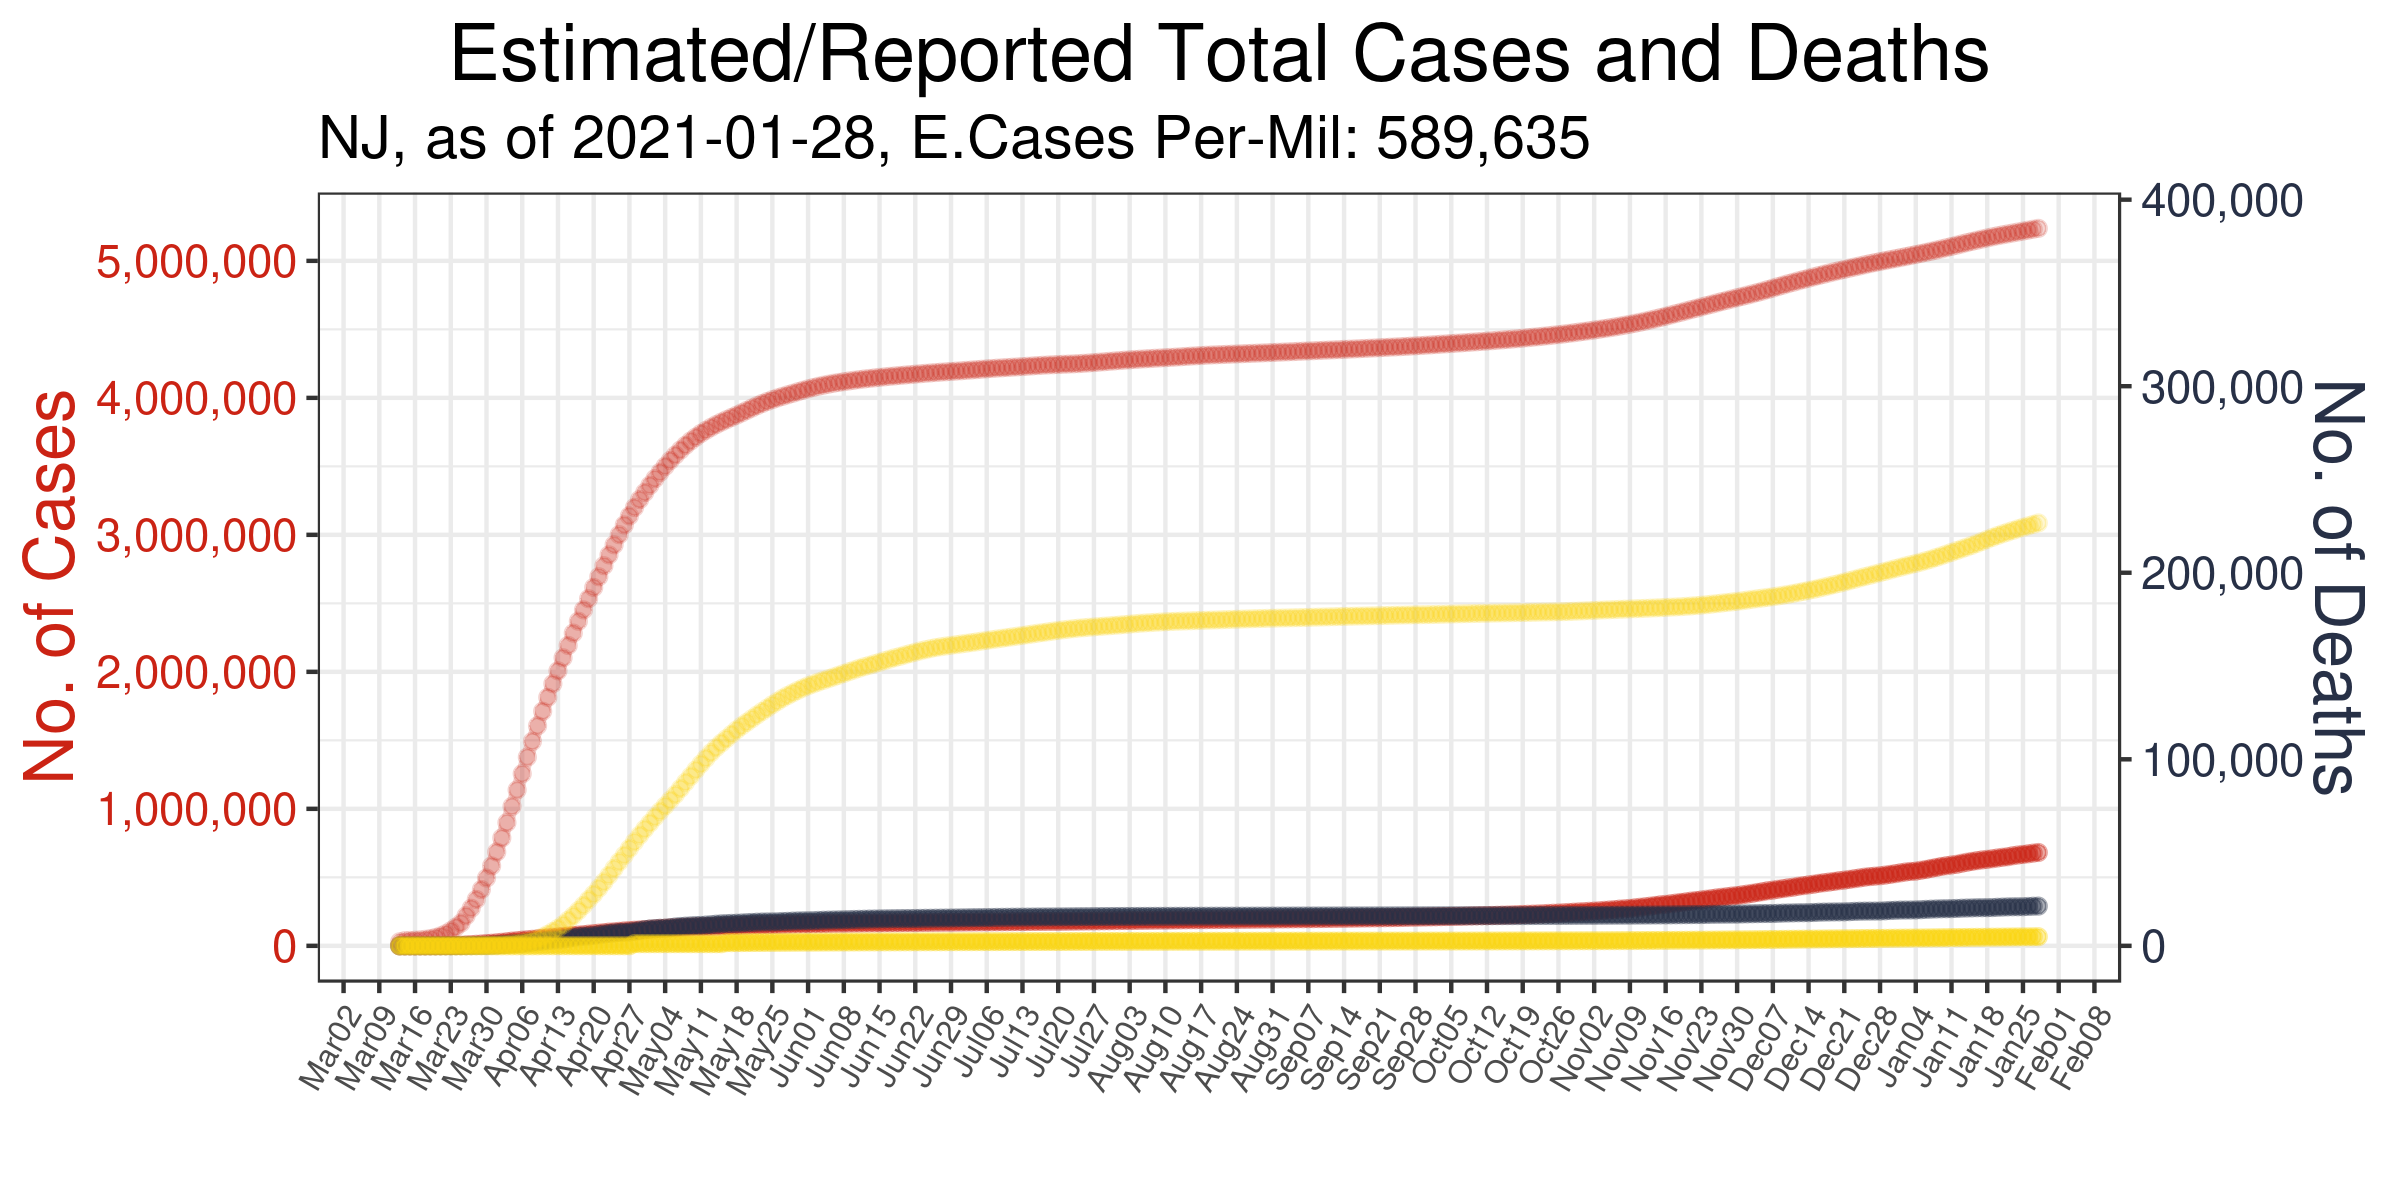 Estimated/Reported Total Cases and Deaths
NJ, as of 2021-01-28, E.Cases Per-Mil: 589,635
No. of Cases
5,000,000
4,000,000
3,000,000
2,000,000
1,000,000
0
400,000
300,000
200,000
100,000
0
No. of Deaths
Mar02
Mar09
Mar16
Mar23
Mar30
Apr06
Apr13
Apr20
Apr27
May04
May11
May18
May25
Jun01
Jun08
Jun15
Jun22
Jun29
Jul06
Jul13
Jul20
Jul27
Aug03
Aug10
Aug17
Aug24
Aug31
Sep07
Sep14
Sep21
Sep28
Oct05
Oct12
Oct19
Oct26
Nov02
Nov09
Nov16
Nov23
Nov30
Dec07
Dec14
Dec21
Dec28
Jan04
Jan11
Jan18
Jan25
Feb01
Feb08